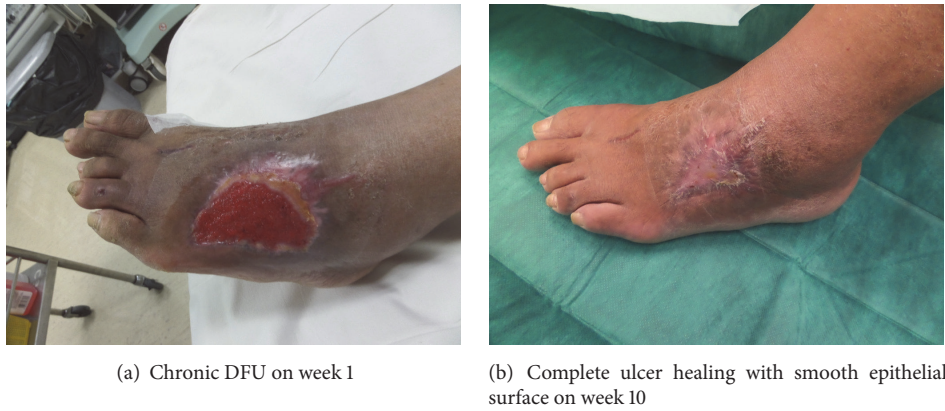 (a) Chronic DFU on week 1
(b) Complete ulcer healing with smooth epithelial
surface on week 10